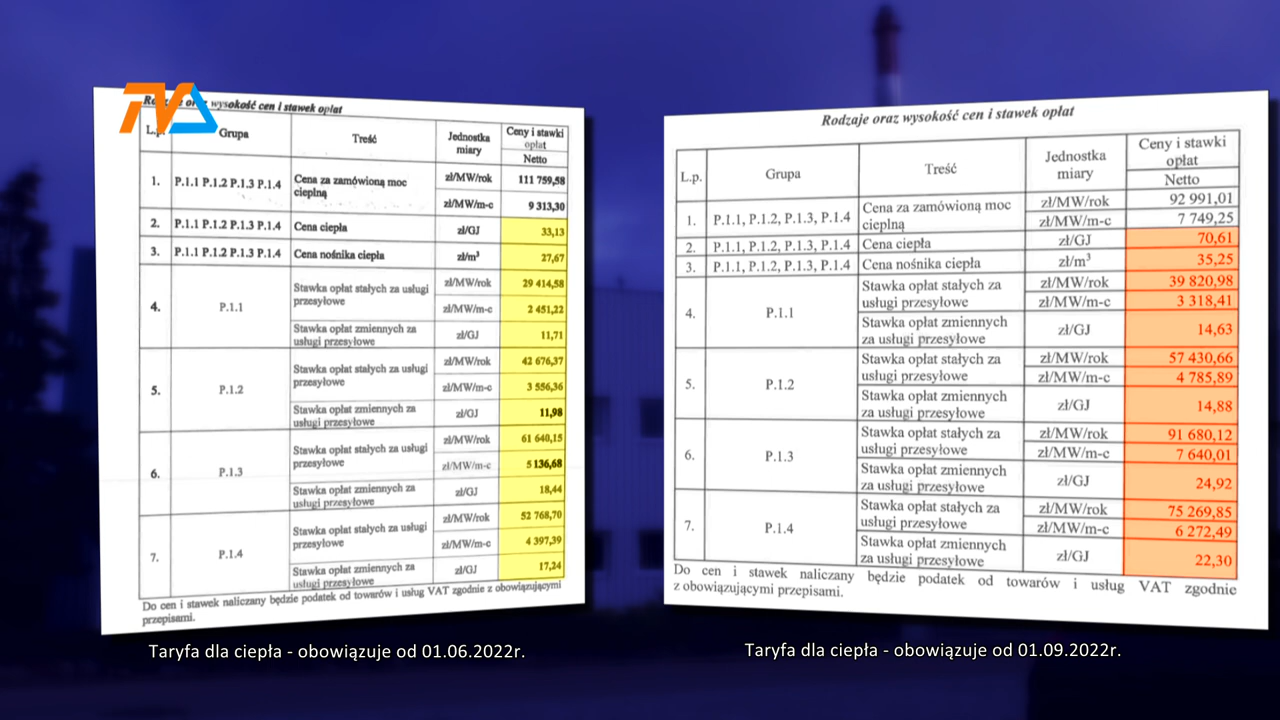 TVA
Rodzaje oraz wysokość cen i stawek opłat
L.p. Grupa Treść Jednostka miary Ceny i stawki opłat
Netto
1. P.1.1 P.1.2 P.1.3 P.1.4 Cena za zamówioną moc cieplną zł/MW/rok 111 759,58
zł/MW/m-c 9 313,30
2. P.1.1 P.1.2 P.1.3 P.1.4 Cena ciepła zł/GJ 33,13
3. P.1.1 P.1.2 P.1.3 P.1.4 Cena nośnika ciepła zł/m³ 27,67
4. P.1.1 Stawka opłat stałych za usługi przesyłowe zł/MW/rok 29 414,58
zł/MW/m-c 2 451,22
Stawka opłat zmiennych za usługi przesyłowe zł/GJ 11,71
5. P.1.2 Stawka opłat stałych za usługi przesyłowe zł/MW/rok 42 676,37
zł/MW/m-c 3 556,36
Stawka opłat zmiennych za usługi przesyłowe zł/GJ 11,98
6. P.1.3 Stawka opłat stałych za usługi przesyłowe zł/MW/rok 61 640,15
zł/MW/m-c 5 136,68
Stawka opłat zmiennych za usługi przesyłowe zł/GJ 18,44
7. P.1.4 Stawka opłat stałych za usługi przesyłowe zł/MW/rok 52 768,70
zł/MW/m-c 4 397,39
Stawka opłat zmiennych za usługi przesyłowe zł/GJ 17,24
Do cen i stawek naliczany będzie podatek od towarów i usług VAT zgodnie z obowiązującymi
przepisami.
Taryfa dla ciepła - obowiązuje od 01.06.2022r.
Rodzaje oraz wysokość cen i stawek opłat
L.p. Grupa Treść Jednostka miary Ceny i stawki opłat
Netto
1. P.1.1, P.1.2, P.1.3, P.1.4 Cena za zamówioną moc cieplną zł/MW/rok 92 991,01
zł/MW/m-c 7 749,25
2. P.1.1, P.1.2, P.1.3, P.1.4 Cena ciepła zł/GJ 70,61
3. P.1.1, P.1.2, P.1.3, P.1.4 Cena nośnika ciepła zł/m³ 35,25
4. P.1.1 Stawka opłat stałych za usługi przesyłowe zł/MW/rok 39 820,98
zł/MW/m-c 3 318,41
Stawka opłat zmiennych za usługi przesyłowe zł/GJ 14,63
5. P.1.2 Stawka opłat stałych za usługi przesyłowe zł/MW/rok 57 430,66
zł/MW/m-c 4 785,89
Stawka opłat zmiennych za usługi przesyłowe zł/GJ 14,88
6. P.1.3 Stawka opłat stałych za usługi przesyłowe zł/MW/rok 91 680,12
zł/MW/m-c 7 640,01
Stawka opłat zmiennych za usługi przesyłowe zł/GJ 24,92
7. P.1.4 Stawka opłat stałych za usługi przesyłowe zł/MW/rok 75 269,85
zł/MW/m-c 6 272,49
Stawka opłat zmiennych za usługi przesyłowe zł/GJ 22,30
Do cen i stawek naliczany będzie podatek od towarów i usług VAT zgodnie
z obowiązującymi przepisami.
Taryfa dla ciepła - obowiązuje od 01.09.2022r.